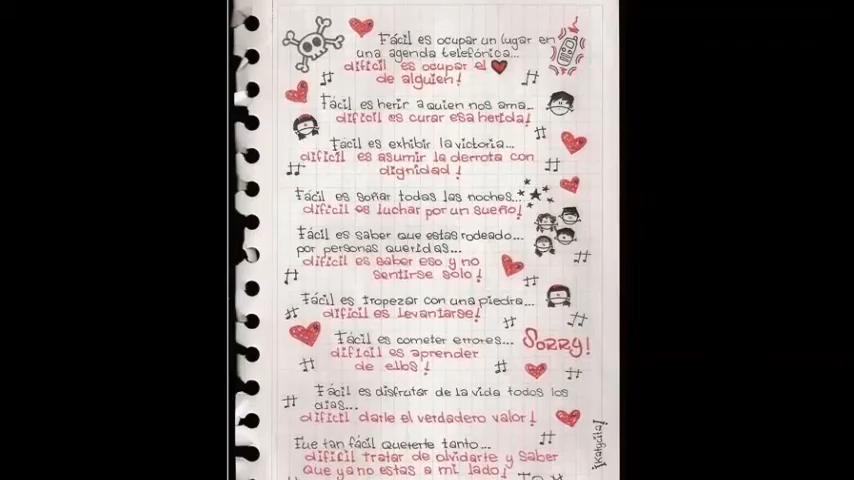 Fácil es ocupar un lugar en
una agenda telefónica...
difícil es ocupar el
de alguien!
Fácil es herir a quien nos ama...
difícil es curar esa herida!
Fácil es exhibir la victoria...
difícil es asumir la derrota con
dignidad!
Fácil es soñar todas las noches...
difícil es luchar por un sueño!
Fácil es saber que estas rodeado...
por personas queridas...
difícil es saber eso y no
sentirse solo!
Fácil es tropezar con una piedra...
difícil es levantarse!
Fácil es cometer errores...
Sorry!
difícil es aprender
de ellos!
Fácil es disfrutar de la vida todos los
días...
difícil darle el verdadero valor!
Fue tan fácil quererte tanto...
difícil tratar de olvidarte y saber
que ya no estas a mi lado!
¡Katycita!